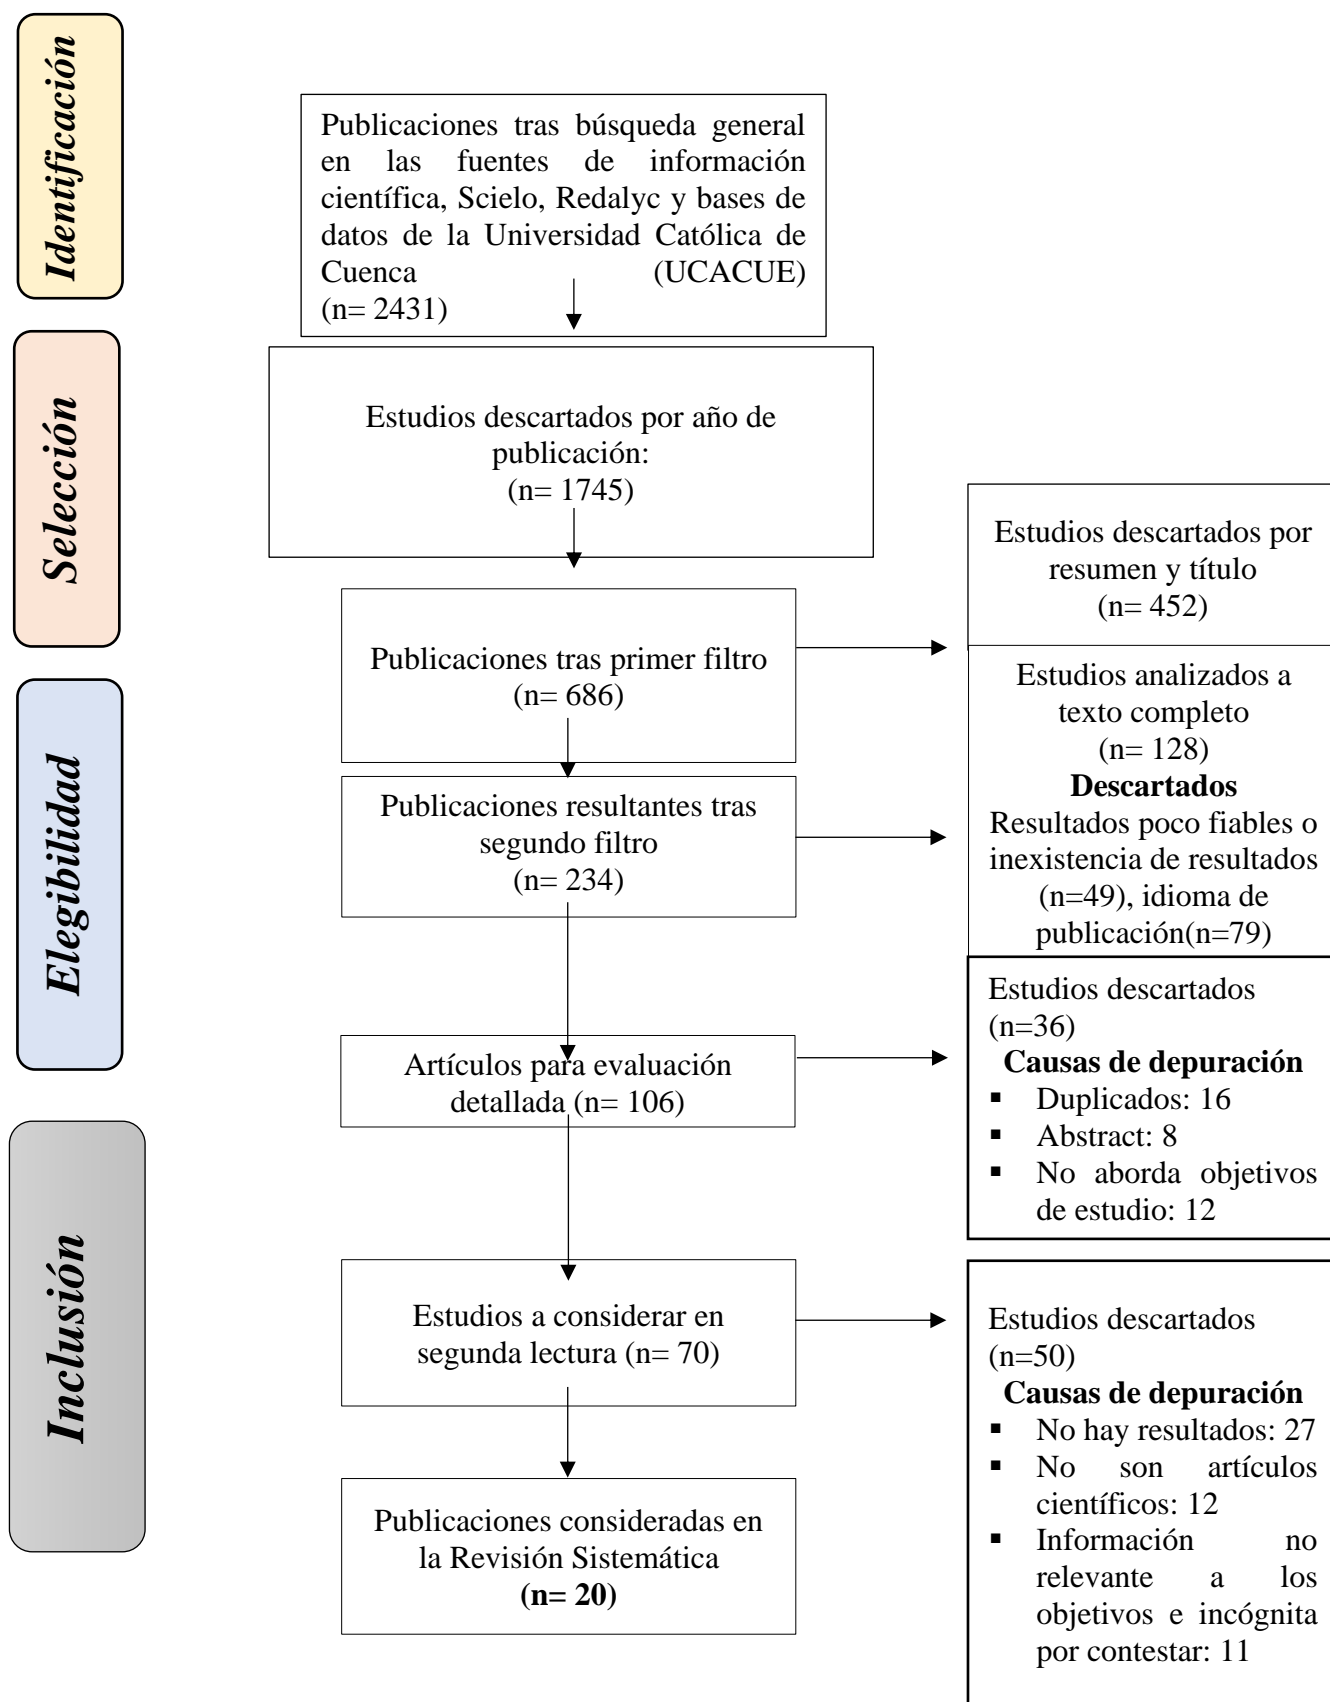 Identificación
Publicaciones tras búsqueda general
en las fuentes de información
científica, Scielo, Redalyc y bases de
datos de la Universidad Católica de
Cuenca (UCACUE)
(n= 2431)
Selección
Estudios descartados por año de
publicación:
(n= 1745)
Publicaciones tras primer filtro
(n= 686)
Estudios descartados por
resumen y título
(n= 452)
Elegibilidad
Publicaciones resultantes tras
segundo filtro
(n= 234)
Estudios analizados a
texto completo
(n= 128)
Descartados
Resultados poco fiables o
inexistencia de resultados
(n=49), idioma de
publicación(n=79)
Artículos para evaluación
detallada (n= 106)
Estudios descartados
(n=36)
Causas de depuración
▪ Duplicados: 16
▪ Abstract: 8
▪ No aborda objetivos
de estudio: 12
Inclusión
Estudios a considerar en
segunda lectura (n= 70)
Estudios descartados
(n=50)
Causas de depuración
▪ No hay resultados: 27
▪ No son artículos
científicos: 12
▪ Información no
relevante a los
objetivos e incógnita
por contestar: 11
Publicaciones consideradas en
la Revisión Sistemática
(n= 20)